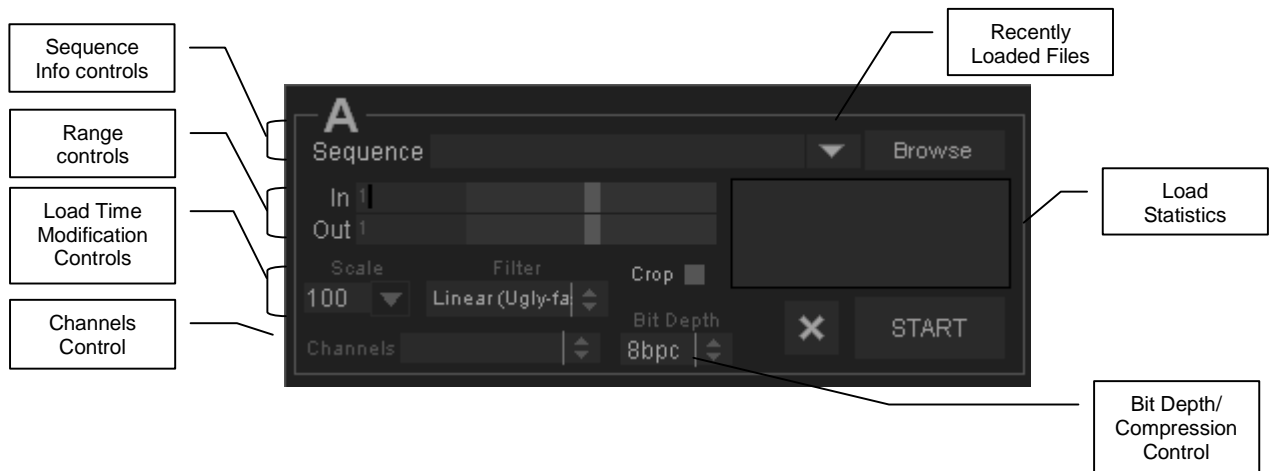 Sequence
Info controls
Recently
Loaded Files
A
Sequence
Browse
Range
controls
In 1
Out 1
Load
Statistics
Load Time
Modification
Controls
Scale
Filter
Crop
100
Linear (Ugly-fa
Bit Depth
START
Channels
Control
Channels
8bpc
Bit Depth/
Compression
Control